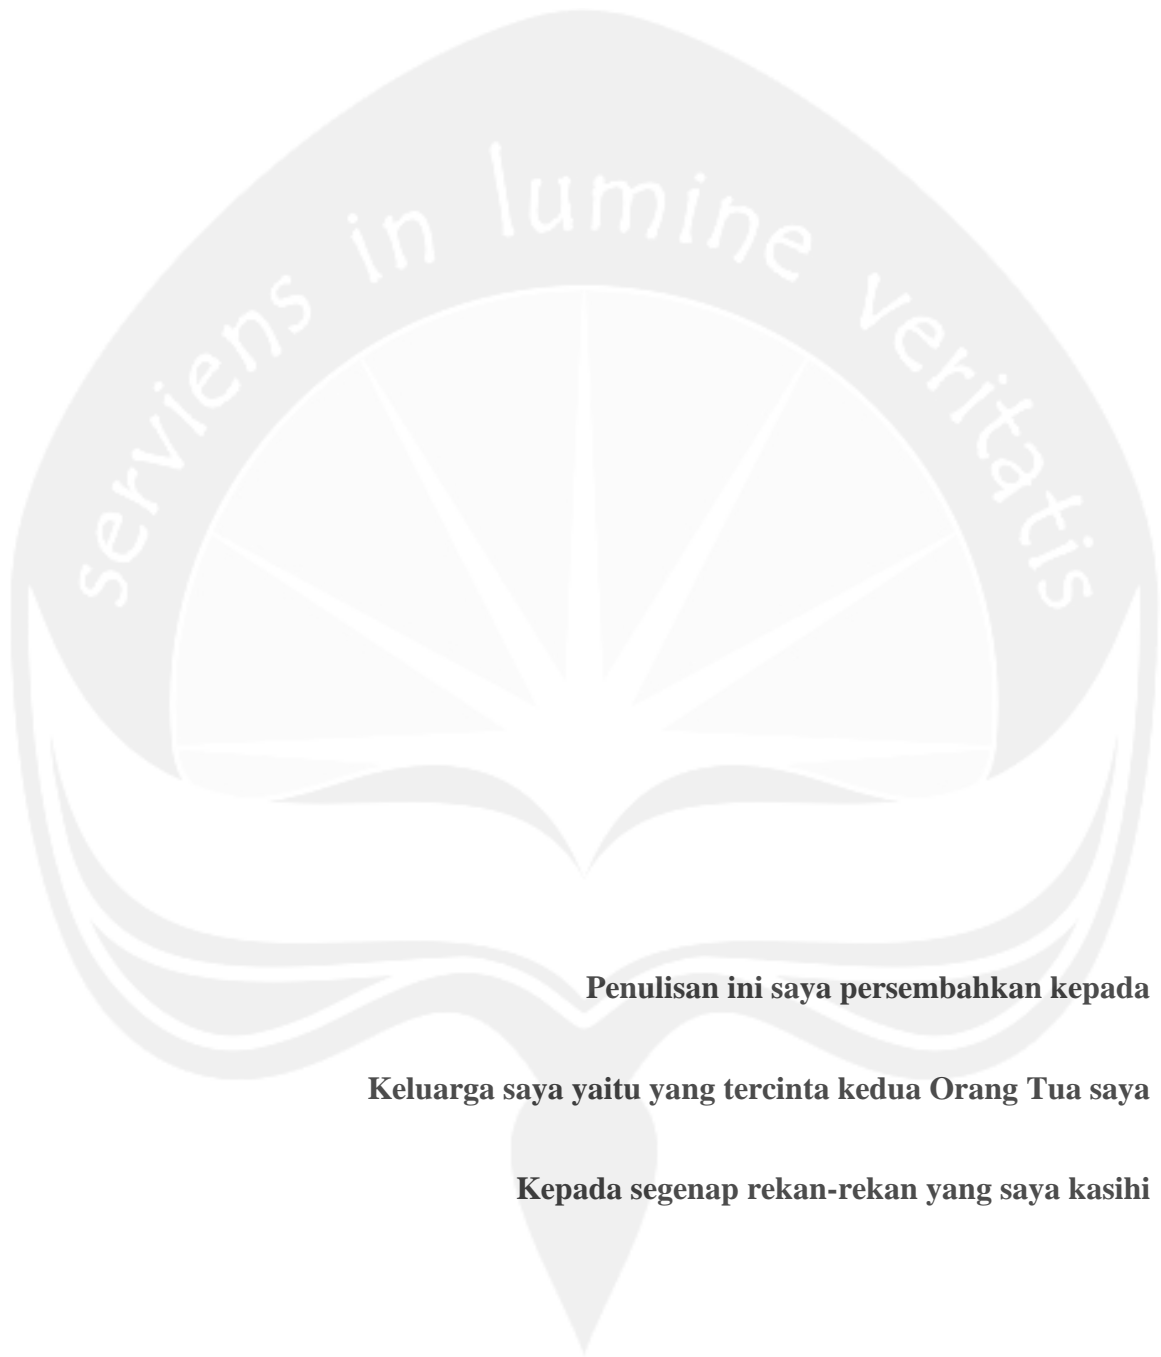 serviens in lumine veritatis
Penulisan ini saya persembahkan kepada
Keluarga saya yaitu yang tercinta kedua Orang Tua saya
Kepada segenap rekan-rekan yang saya kasihi